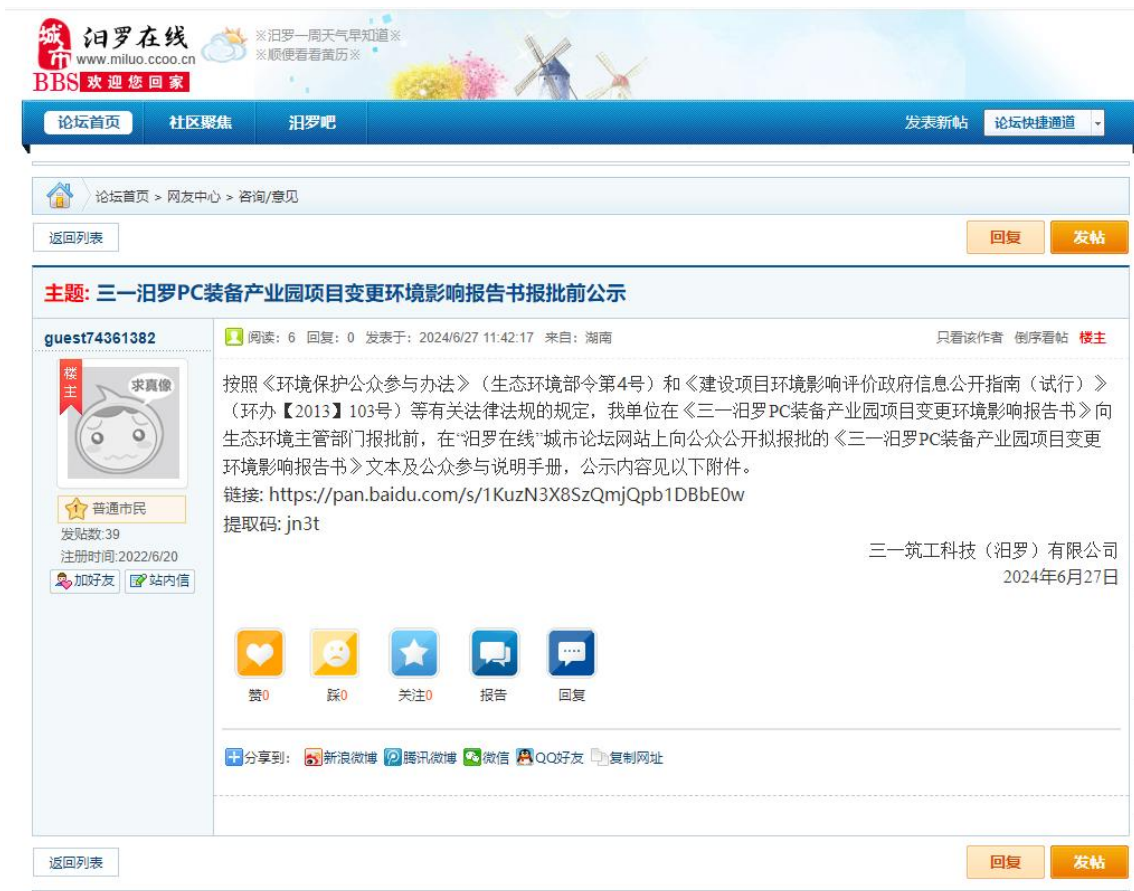 城市
汨罗在线
www.miluo.ccoo.cn
BBS 欢迎您回家
※汨罗一周天气早知道※
※顺便看看黄历※
论坛首页 社区聚焦 汨罗吧 发表新帖 论坛快捷通道
论坛首页 > 网友中心 > 咨询/意见
返回列表 回复 发帖
主题: 三一汨罗PC装备产业园项目变更环境影响报告书报批前公示
guest74361382
阅读: 6 回复: 0 发表于: 2024/6/27 11:42:17 来自: 湖南 只看该作者 倒序看帖 楼主
楼主
求真像
1
普通市民
发贴数:39
注册时间:2022/6/20
加好友 站内信
按照《环境保护公众参与办法》（生态环境部令第4号）和《建设项目环境影响评价政府信息公开指南（试行）》
（环办【2013】103号）等有关法律法规的规定，我单位在《三一汨罗PC装备产业园项目变更环境影响报告书》向
生态环境主管部门报批前，在“汨罗在线”城市论坛网站上向公众公开拟报批的《三一汨罗PC装备产业园项目变更
环境影响报告书》文本及公众参与说明手册，公示内容见以下附件。
链接: https://pan.baidu.com/s/1KuzN3X8SzQmjQpb1DBbE0w
提取码: jn3t
三一筑工科技（汨罗）有限公司
2024年6月27日
赞0 踩0 关注0 报告 回复
分享到: 新浪微博 腾讯微博 微信 QQ好友 复制网址
返回列表 回复 发帖